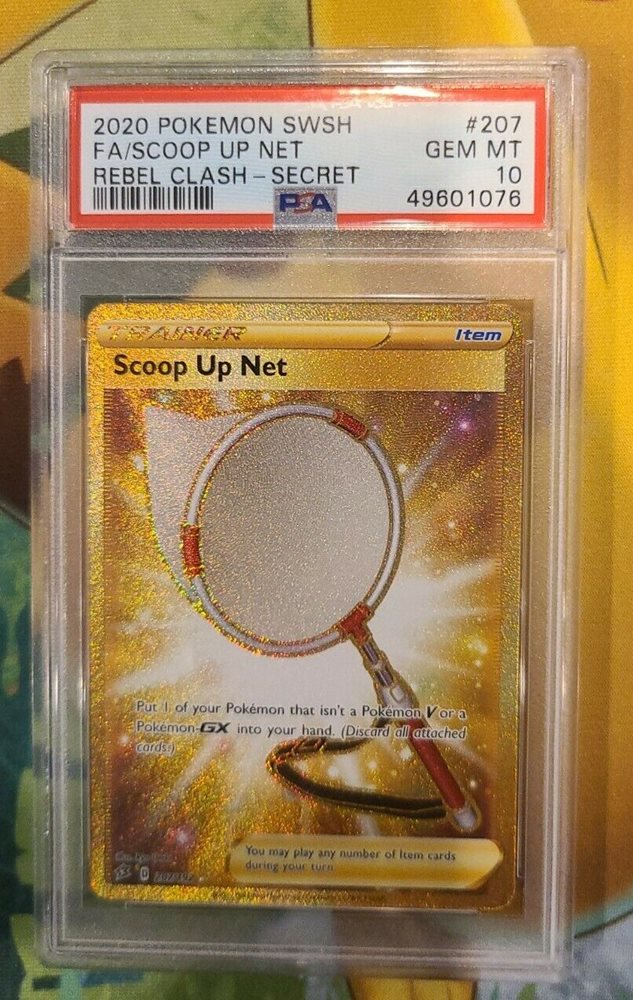 2020 POKEMON SWSH #207
FA/SCOOP UP NET GEM MT
REBEL CLASH – SECRET 10
PSA 49601076
TRAINER Item
Scoop Up Net
Put 1 of your Pokémon that isn't a Pokémon V or a
Pokémon-GX into your hand. (Discard all attached
cards.)
You may play any number of Item cards
during your turn.
D 207/192